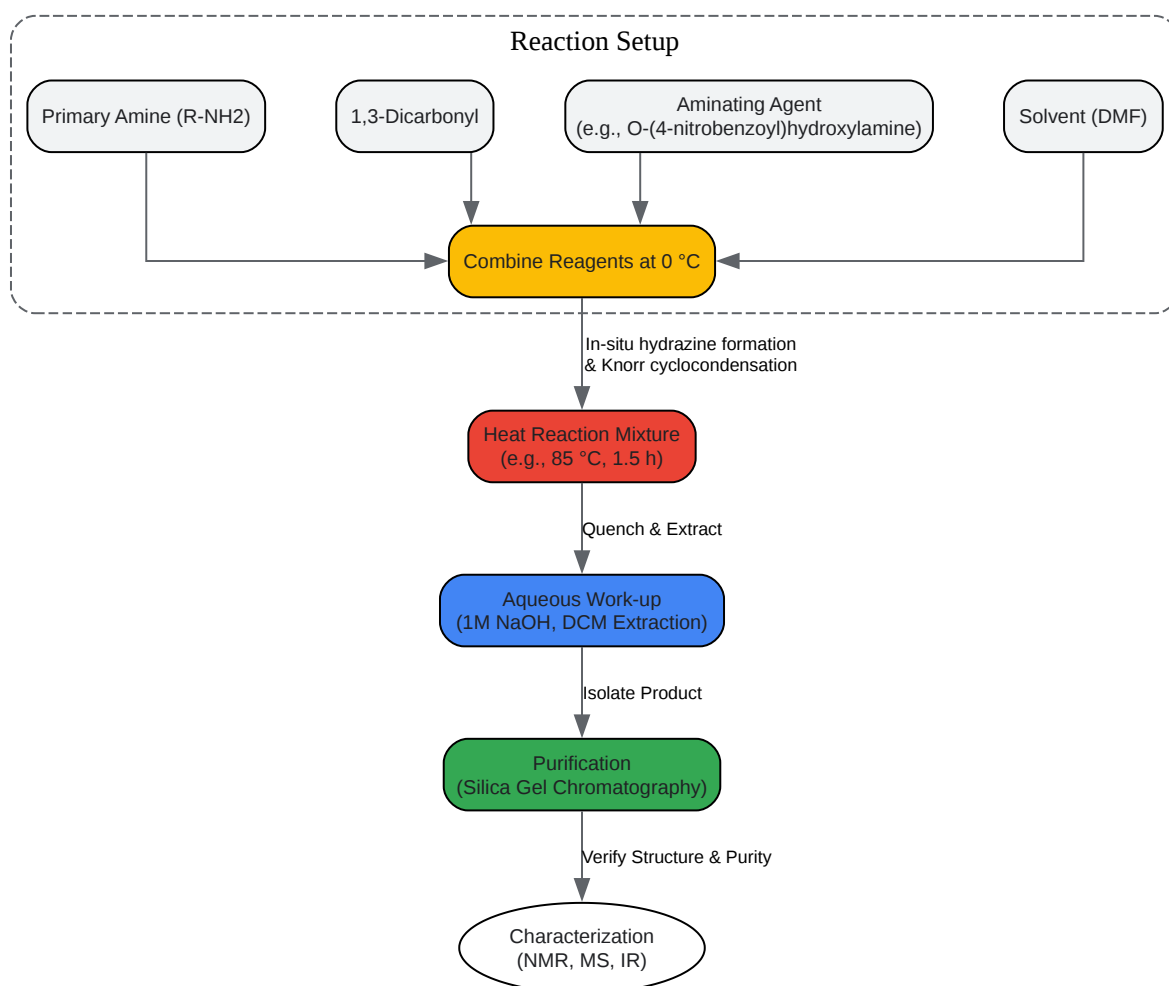 Reaction Setup
Primary Amine (R-NH2)
1,3-Dicarbonyl
Aminating Agent
(e.g., O-(4-nitrobenzoyl)hydroxylamine)
Solvent (DMF)
Combine Reagents at 0 °C
In-situ hydrazine formation
& Knorr cyclocondensation
Heat Reaction Mixture
(e.g., 85 °C, 1.5 h)
Quench & Extract
Aqueous Work-up
(1M NaOH, DCM Extraction)
Isolate Product
Purification
(Silica Gel Chromatography)
Verify Structure & Purity
Characterization
(NMR, MS, IR)